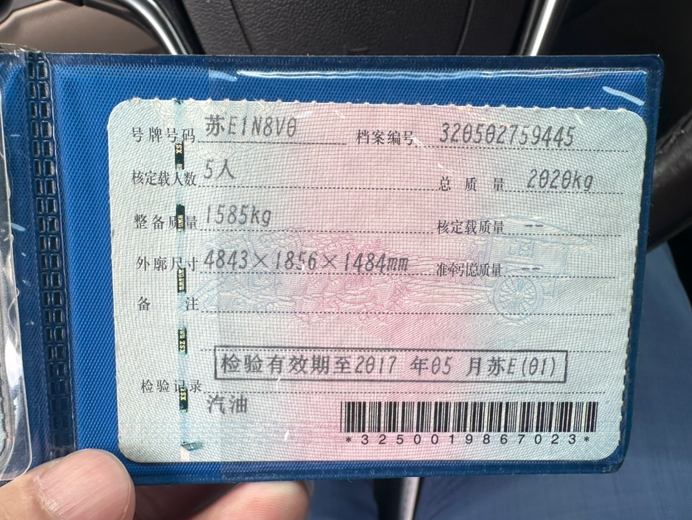 号牌号码 苏E1N8V0 档案编号 320502759445
核定载人数 5人 总质量 2020kg
整备质量 1585kg 核定载质量 --
外廓尺寸 4843×1856×1484mm 准牵引总质量 --
备注
检验有效期至2017 年05 月苏E(01)
检验记录
汽油
*3250019867023*